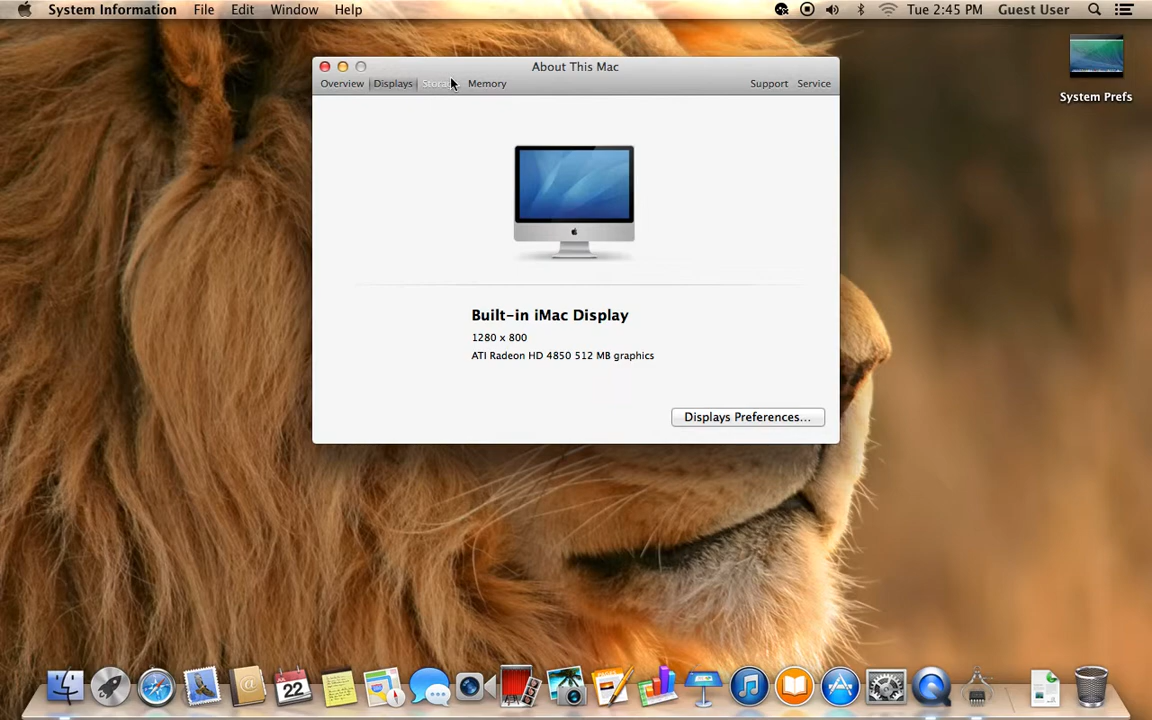 System Information File Edit Window Help Tue 2:45 PM Guest User
About This Mac
Overview Displays Memory Support Service
System Prefs
Built-in iMac Display
1280 x 800
ATI Radeon HD 4850 512 MB graphics
Displays Preferences...
22